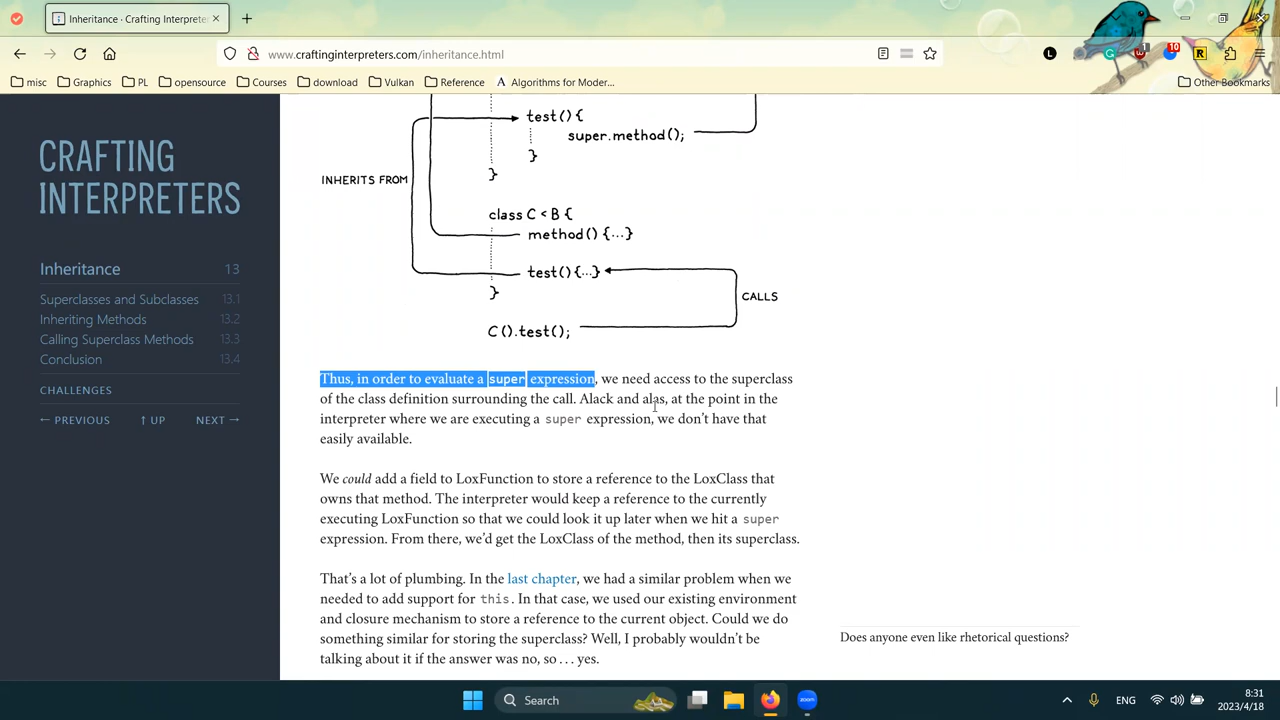 Inheritance · Crafting Interprete
www.craftinginterpreters.com/inheritance.html
L
1
10
R
misc
Graphics
PL
opensource
Courses
download
Vulkan
Reference
A Algorithms for Moder...
Other Bookmarks
CRAFTING
INTERPRETERS
Inheritance 13
Superclasses and Subclasses 13.1
Inheriting Methods 13.2
Calling Superclass Methods 13.3
Conclusion 13.4
CHALLENGES
← PREVIOUS ↑ UP NEXT →
test() {
super.method();
}
}
INHERITS FROM
class C < B {
method() {...}
test() {...}
}
CALLS
C().test();
Thus, in order to evaluate a super expression, we need access to the superclass
of the class definition surrounding the call. Alack and alas, at the point in the
interpreter where we are executing a super expression, we don’t have that
easily available.
We could add a field to LoxFunction to store a reference to the LoxClass that
owns that method. The interpreter would keep a reference to the currently
executing LoxFunction so that we could look it up later when we hit a super
expression. From there, we’d get the LoxClass of the method, then its superclass.
That’s a lot of plumbing. In the last chapter, we had a similar problem when we
needed to add support for this. In that case, we used our existing environment
and closure mechanism to store a reference to the current object. Could we do
something similar for storing the superclass? Well, I probably wouldn’t be
talking about it if the answer was no, so . . . yes.
Does anyone even like rhetorical questions?
Search
zoom
ENG
8:31
2023/4/18